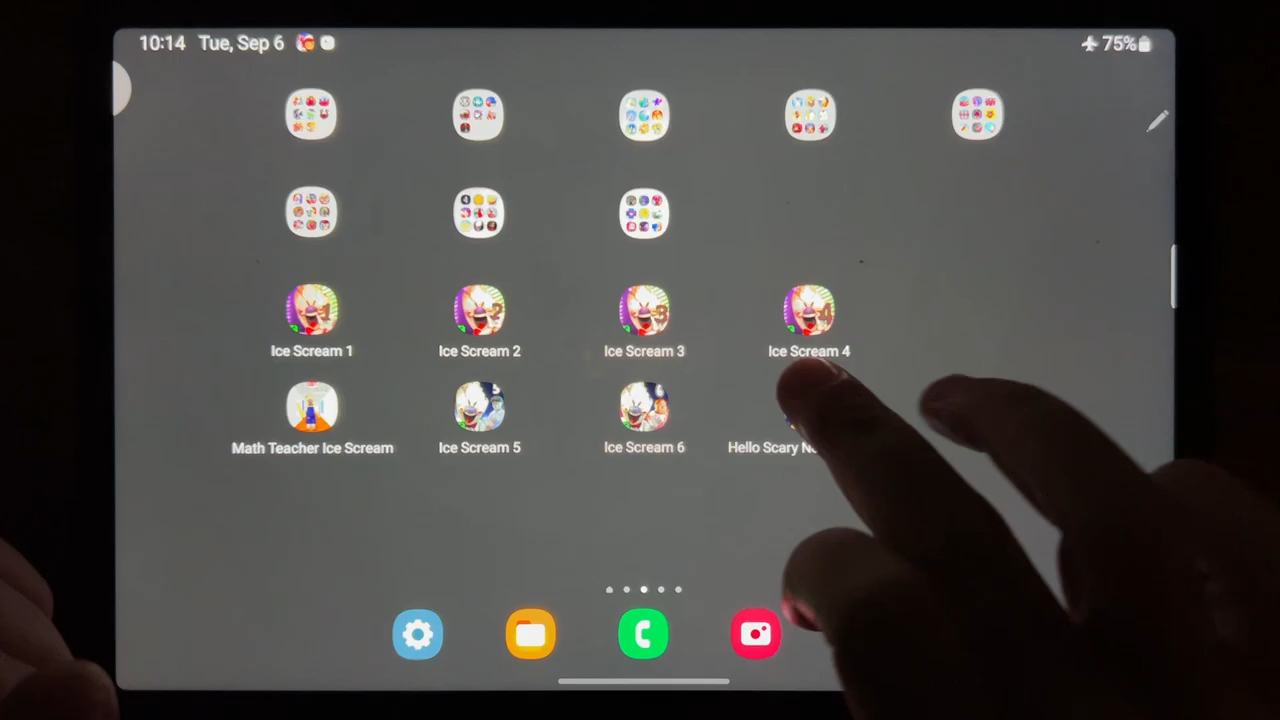 10:14 Tue, Sep 6 75%
Ice Scream 1 Ice Scream 2 Ice Scream 3 Ice Scream 4
Math Teacher Ice Scream Ice Scream 5 Ice Scream 6 Hello Scary